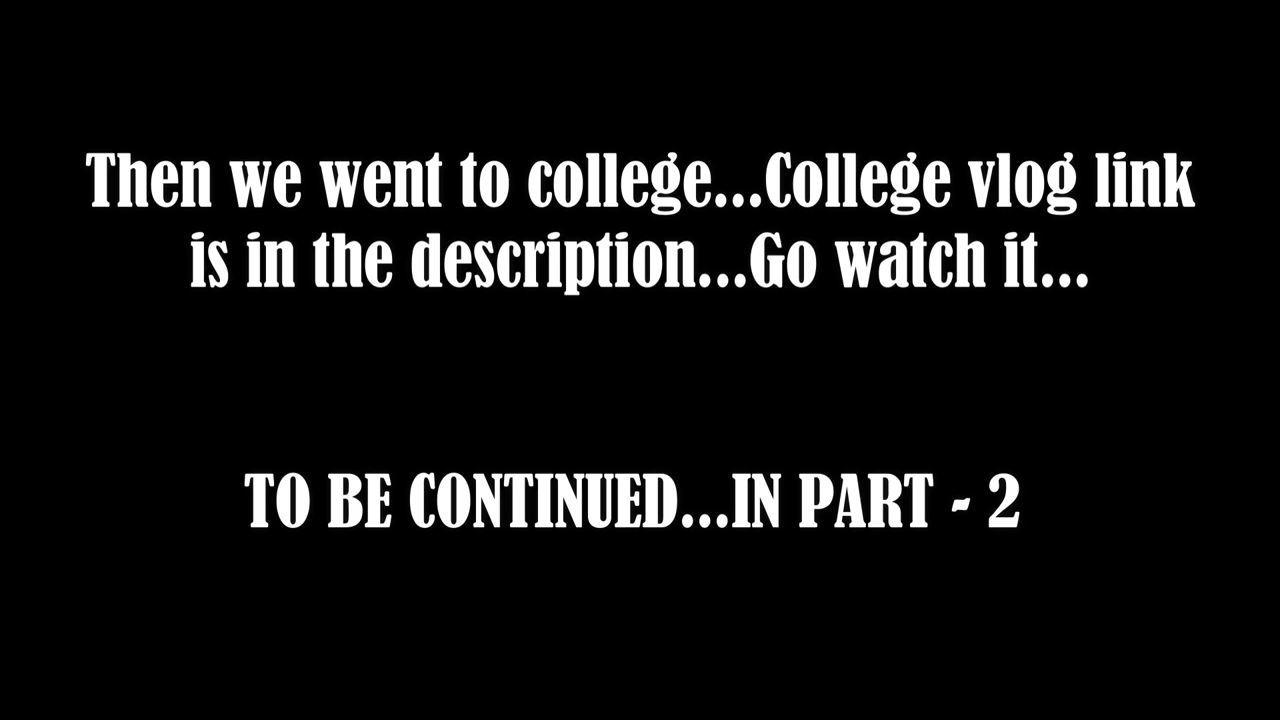 Then we went to college...College vlog link
is in the description...Go watch it...
TO BE CONTINUED...IN PART - 2